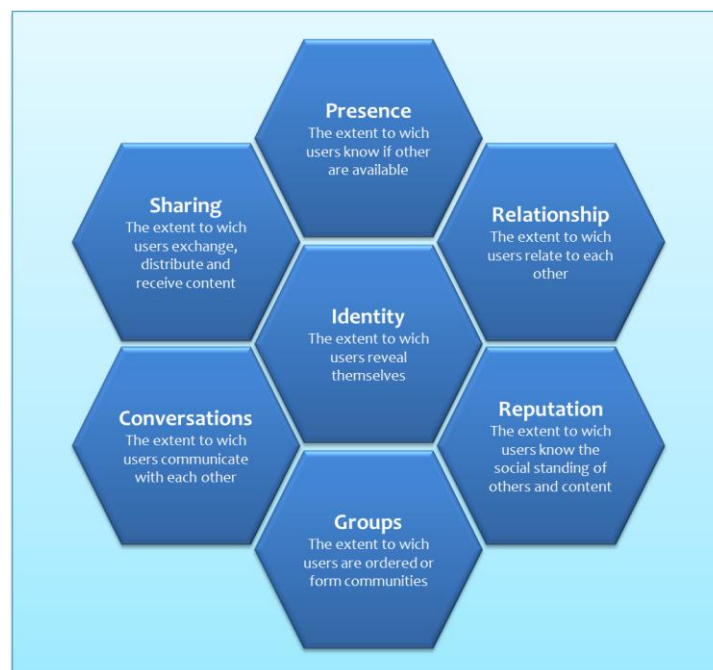 Presence
The extent to wich
users know if other
are available
Sharing
The extent to wich
users exchange,
distribute and
receive content
Relationship
The extent to wich
users relate to each
other
Identity
The extent to wich
users reveal
themselves
Conversations
The extent to wich
users communicate
with each other
Reputation
The extent to wich
users know the
social standing of
others and content
Groups
The extent to wich
users are ordered or
form communities